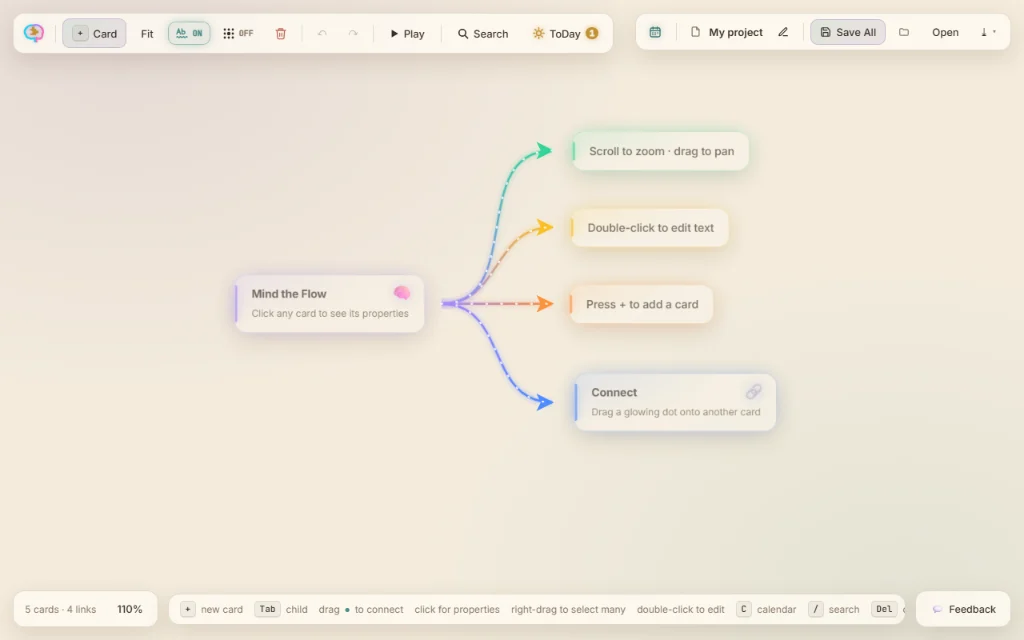 + Card Fit Ab ON OFF Play Search ToDay 1 My project Save All Open
Scroll to zoom · drag to pan
Double-click to edit text
Mind the Flow
Click any card to see its properties
Press + to add a card
Connect
Drag a glowing dot onto another card
5 cards · 4 links 110%
+ new card Tab child drag • to connect click for properties right-drag to select many double-click to edit C calendar / search Del
Feedback